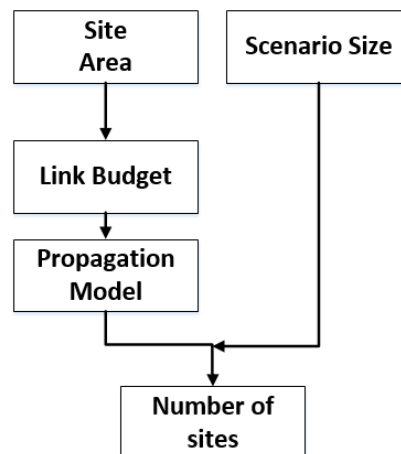 Site
Area
Scenario Size
Link Budget
Propagation
Model
Number of
sites